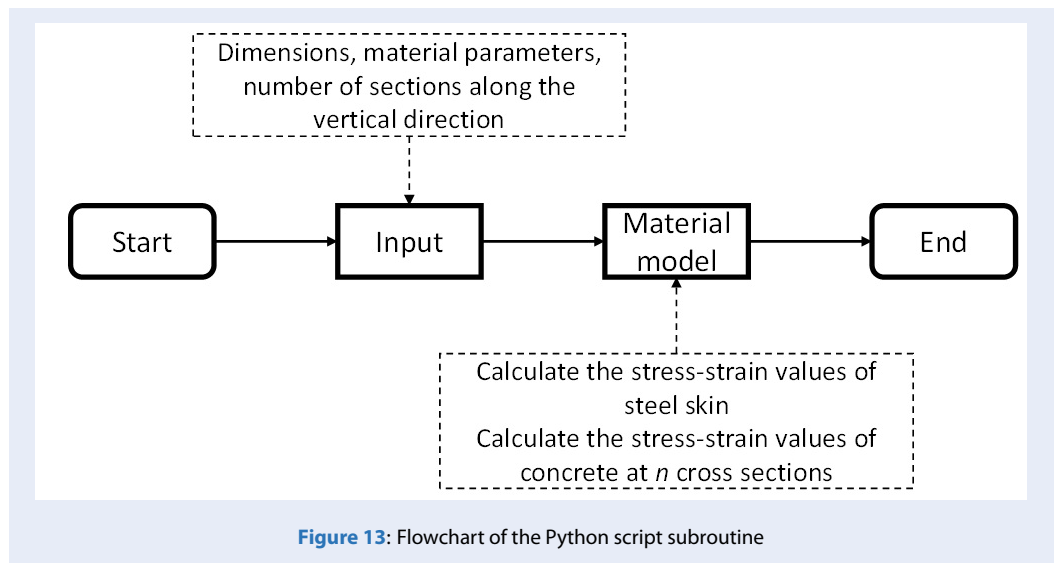 Dimensions, material parameters,
number of sections along the
vertical direction
Start
Input
Material
model
End
Calculate the stress-strain values of
steel skin
Calculate the stress-strain values of
concrete at n cross sections
Figure 13: Flowchart of the Python script subroutine